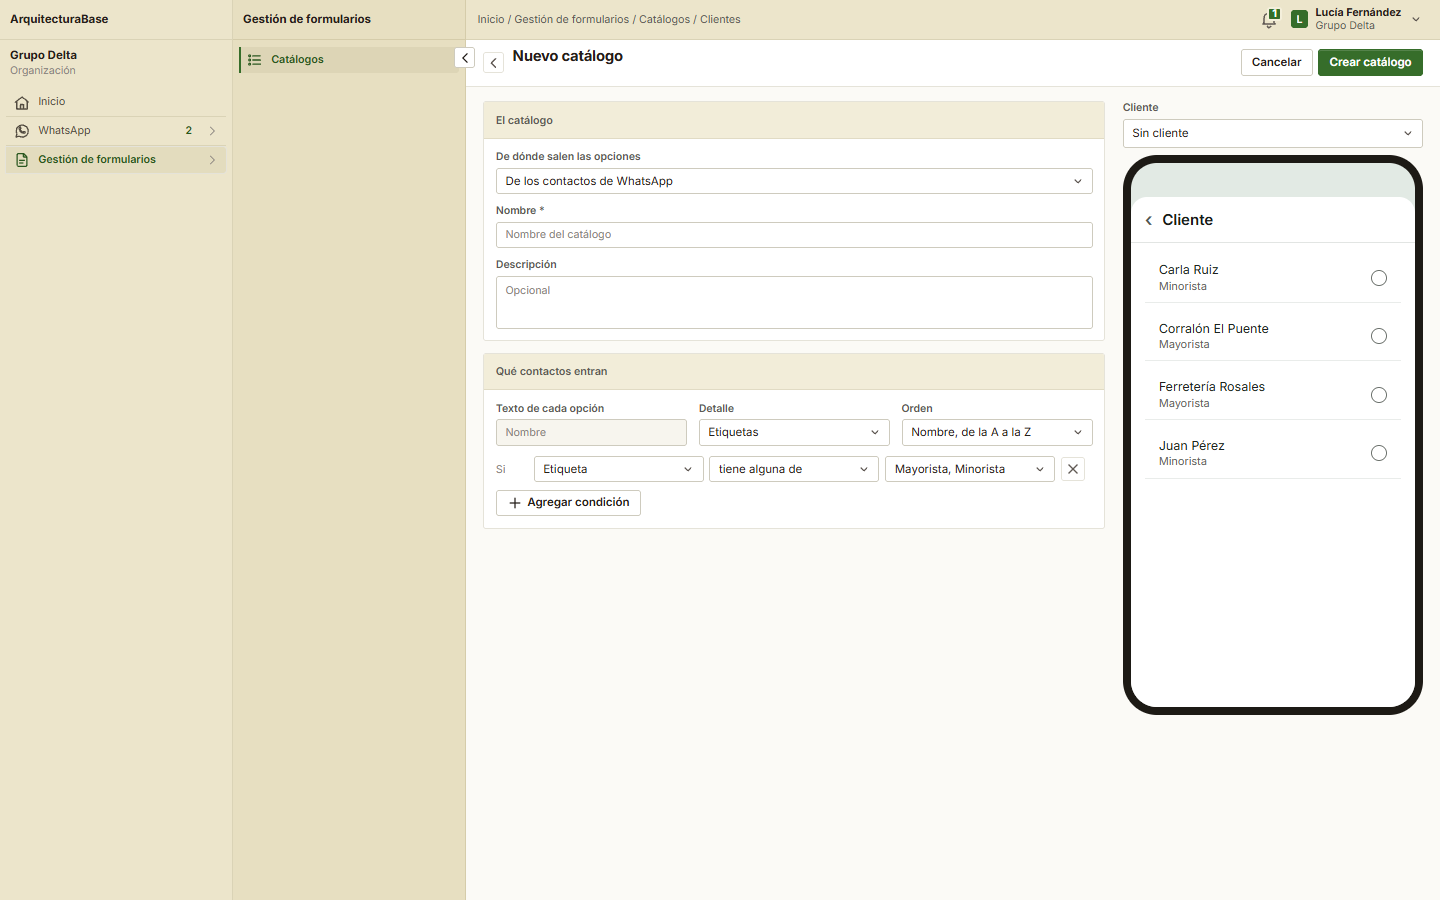 ArquitecturaBase
Grupo Delta
Organización
Inicio
WhatsApp 2
Gestión de formularios
Gestión de formularios
Catálogos
Inicio / Gestión de formularios / Catálogos / Clientes
1
L
Lucía Fernández
Grupo Delta
Nuevo catálogo
Cancelar
Crear catálogo
El catálogo
De dónde salen las opciones
De los contactos de WhatsApp
Nombre *
Nombre del catálogo
Descripción
Opcional
Qué contactos entran
Texto de cada opción Detalle Orden
Nombre Etiquetas Nombre, de la A a la Z
Si Etiqueta tiene alguna de Mayorista, Minorista
Agregar condición
Cliente
Sin cliente
Cliente
Carla Ruiz
Minorista
Corralón El Puente
Mayorista
Ferretería Rosales
Mayorista
Juan Pérez
Minorista